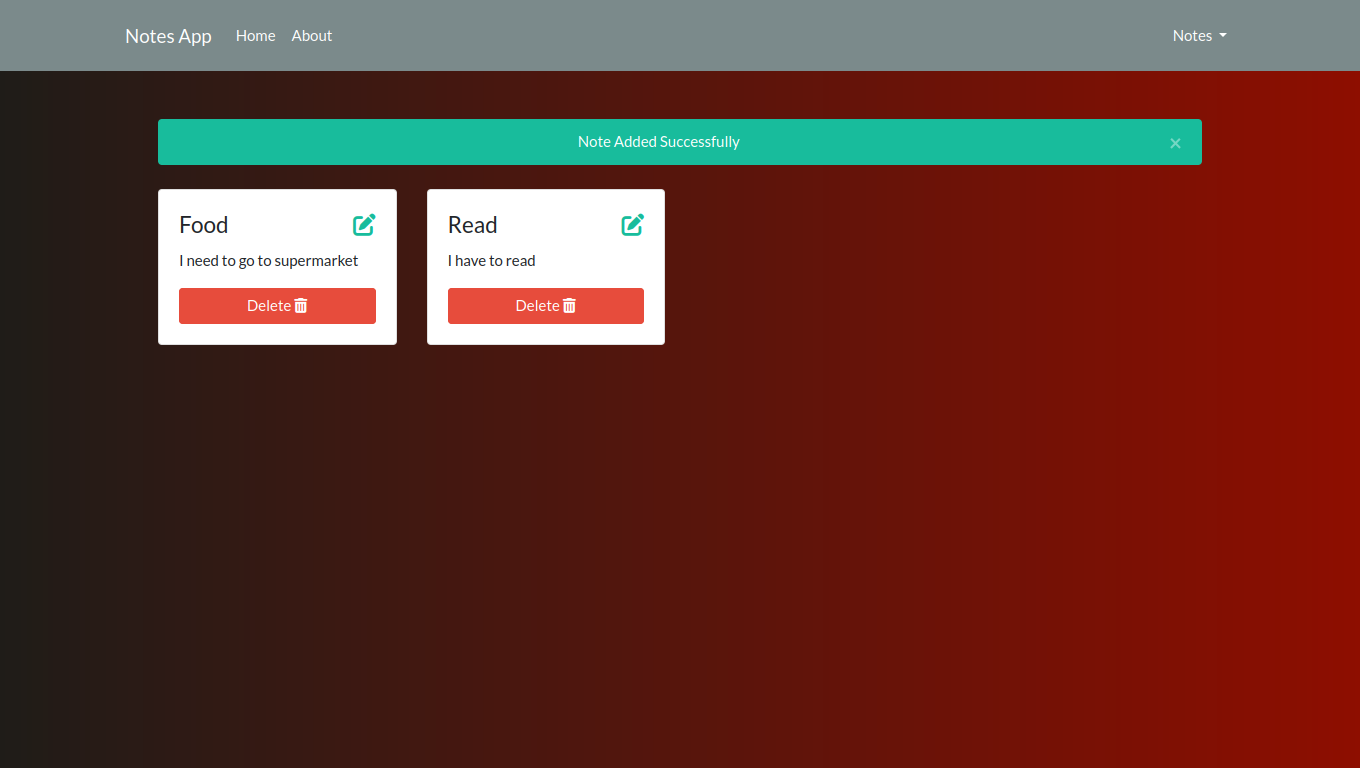 Notes App Home About Notes
Note Added Successfully ×
Food
I need to go to supermarket
Delete
Read
I have to read
Delete